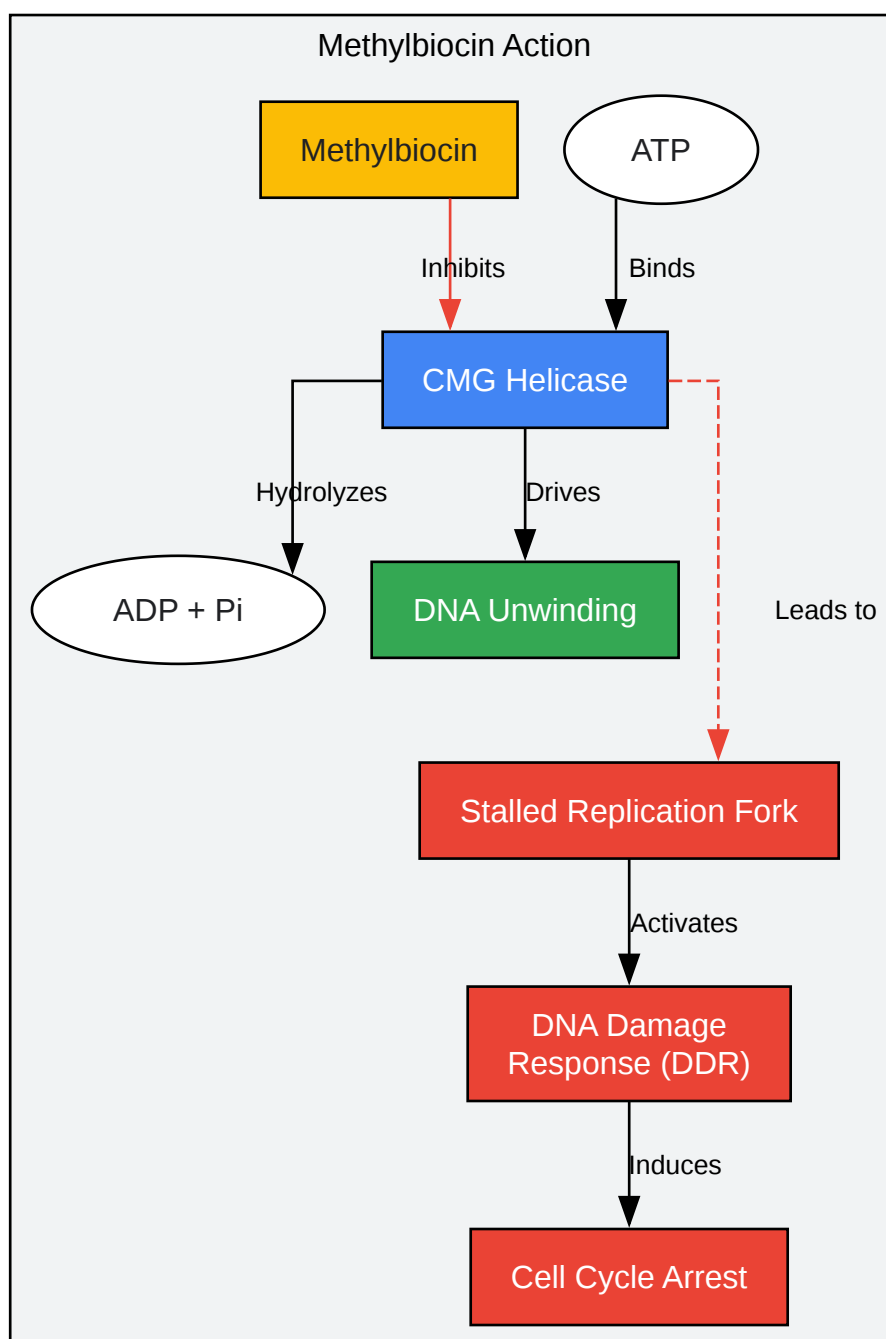 Methylbiocin Action
Methylbiocin
ATP
Inhibits
Binds
CMG Helicase
Hydrolyzes
Drives
ADP + Pi
DNA Unwinding
Leads to
Stalled Replication Fork
Activates
DNA Damage
Response (DDR)
Induces
Cell Cycle Arrest